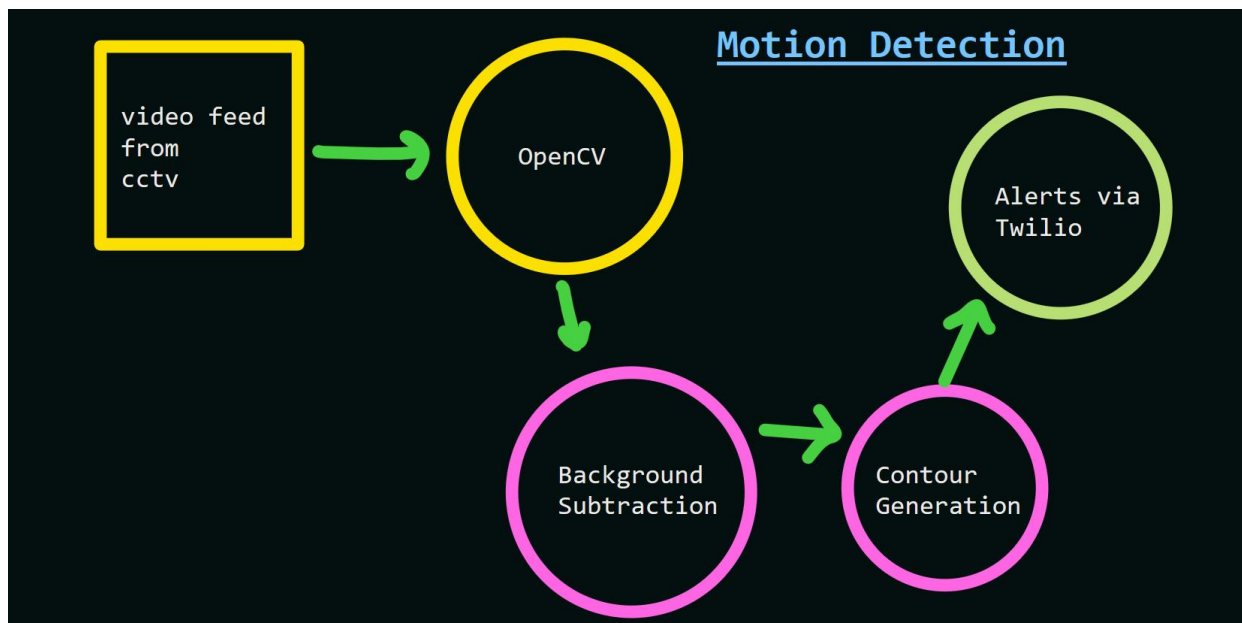 Motion Detection
video feed
from
cctv
OpenCV
Alerts via
Twilio
Background
Subtraction
Contour
Generation